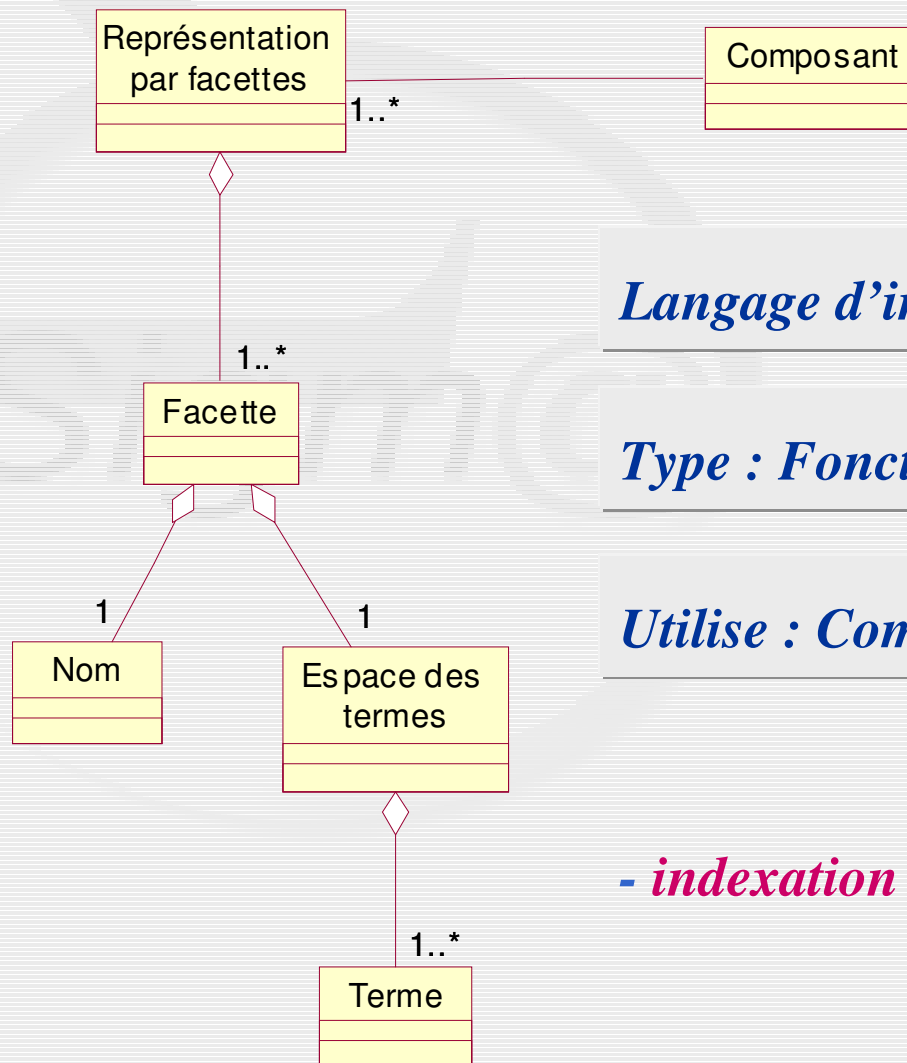 Représentation
par facettes
Composant
1..*
1..*
Facette
1
1
Nom
Espace des
termes
1..*
Terme
Langage d'in
Type : Fonct
Utilise : Com
- indexation